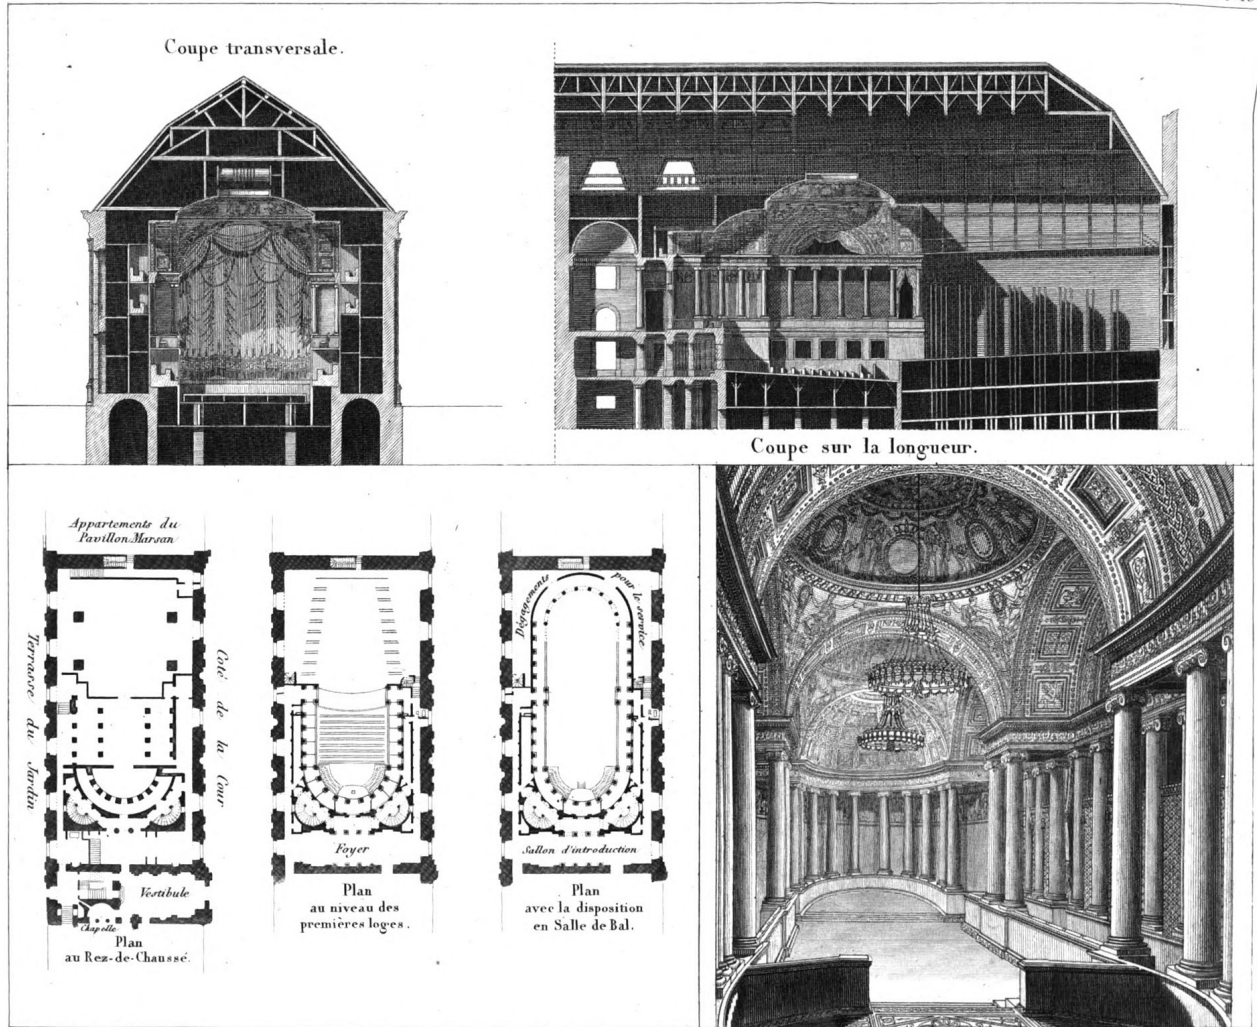 Coupe transversale.
Coupe sur la longueur.
Appartements du
Pavillon Marsan
Terrasse du Jardin
Côté de la Cour
Vestibule
Chapelle
Plan
au Rez-de-Chaussé.
Foyer
Plan
au niveau des
premières loges.
Dégagements pour le service
Sallon d'introduction
Plan
avec la disposition
en Salle de Bal.